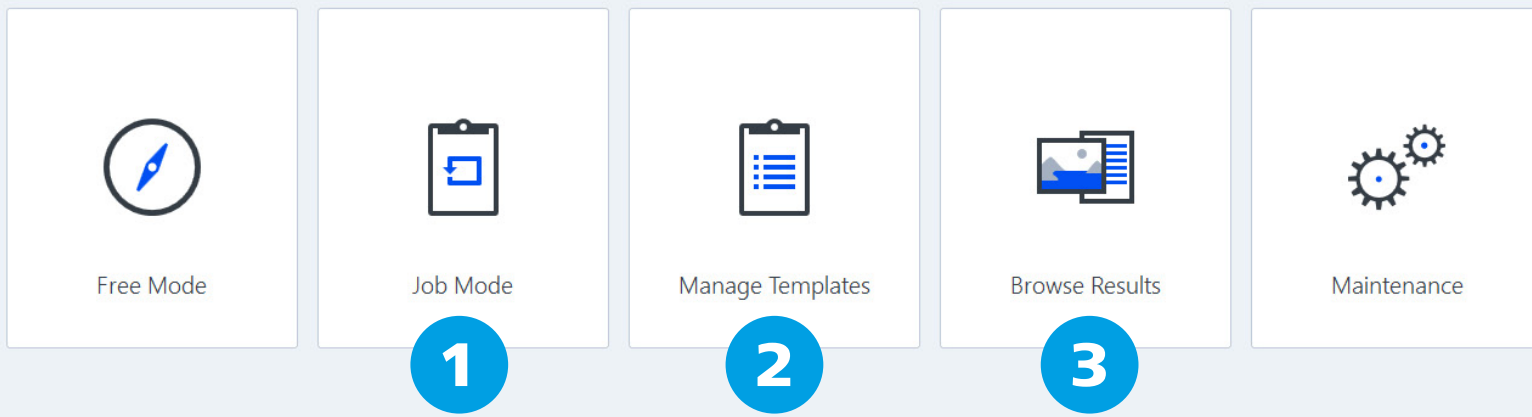 Free Mode
Job Mode
Manage Templates
Browse Results
Maintenance
1
2
3